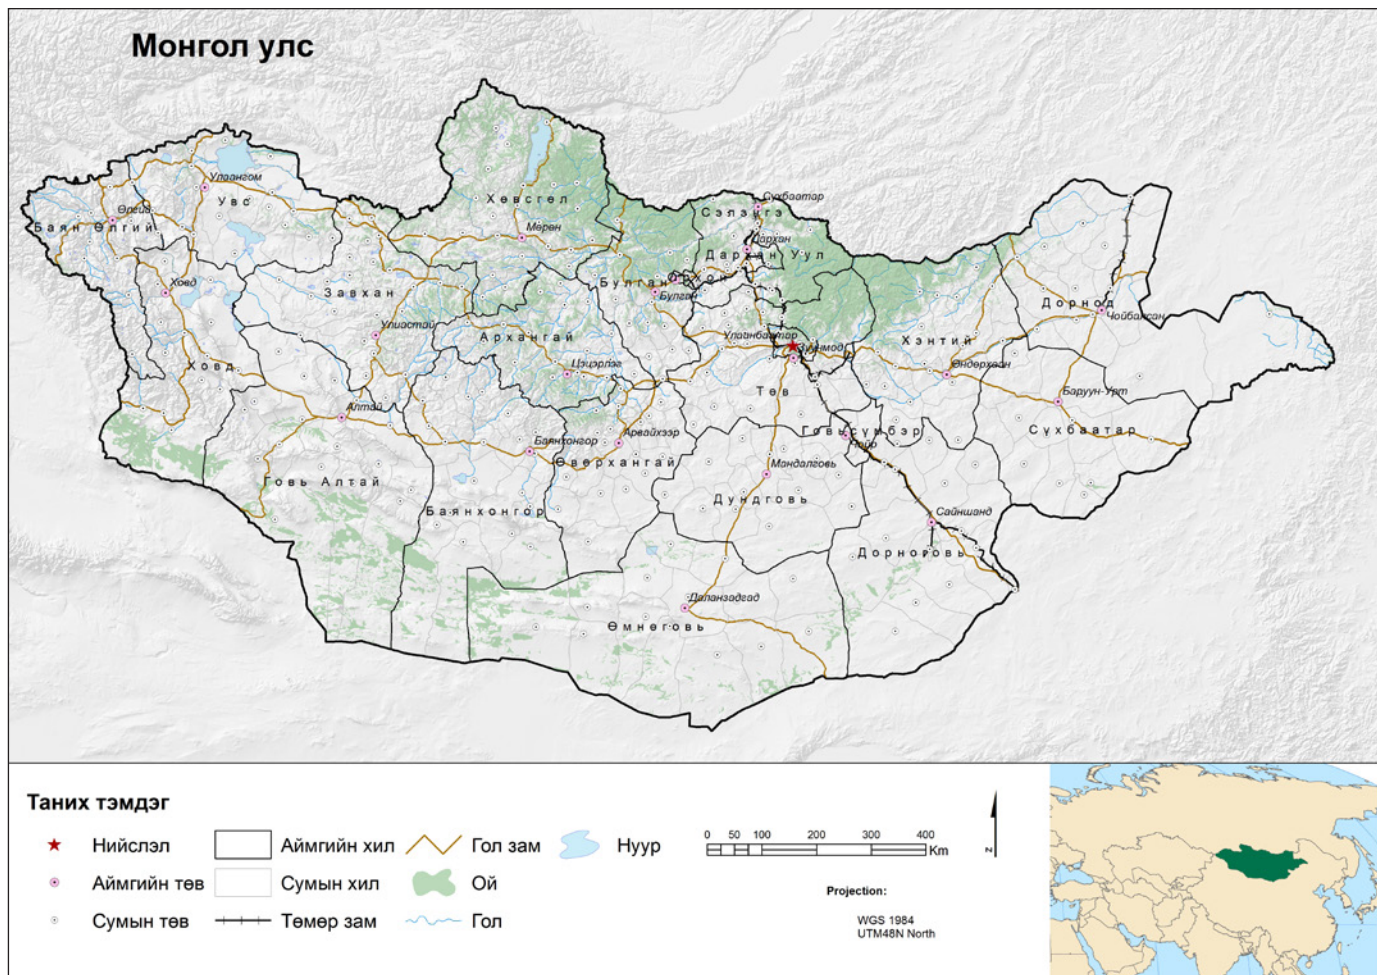 Монгол улс
Улаангом
Увс
Өлгий
Баян Өлгий
Ховд
Ховд
Хөвсгөл
Мөрөн
Завхан
Улиастай
Архангай
Цэцэрлэг
Сүхбаатар
Сэлэнгэ
Дархан
Дархан Уул
Орхон
Булган
Булган
Улаанбаатар
Зуунмод
Төв
Хэнтий
Өндөрхаан
Дорнод
Чойбалсан
Баруун-Урт
Сүхбаатар
Алтай
Говь Алтай
Баянхонгор
Баянхонгор
Арвайхээр
Өвөрхангай
Говьсүмбэр
Чойр
Мандалговь
Дундговь
Сайншанд
Дорноговь
Даланзадгад
Өмнөговь
Таних тэмдэг
Нийслэл
Аймгийн хил
Гол зам
Нуур
Аймгийн төв
Сумын хил
Ой
Сумын төв
Төмөр зам
Гол
0 50 100 200 300 400
Km
Z
Projection:
WGS 1984
UTM48N North